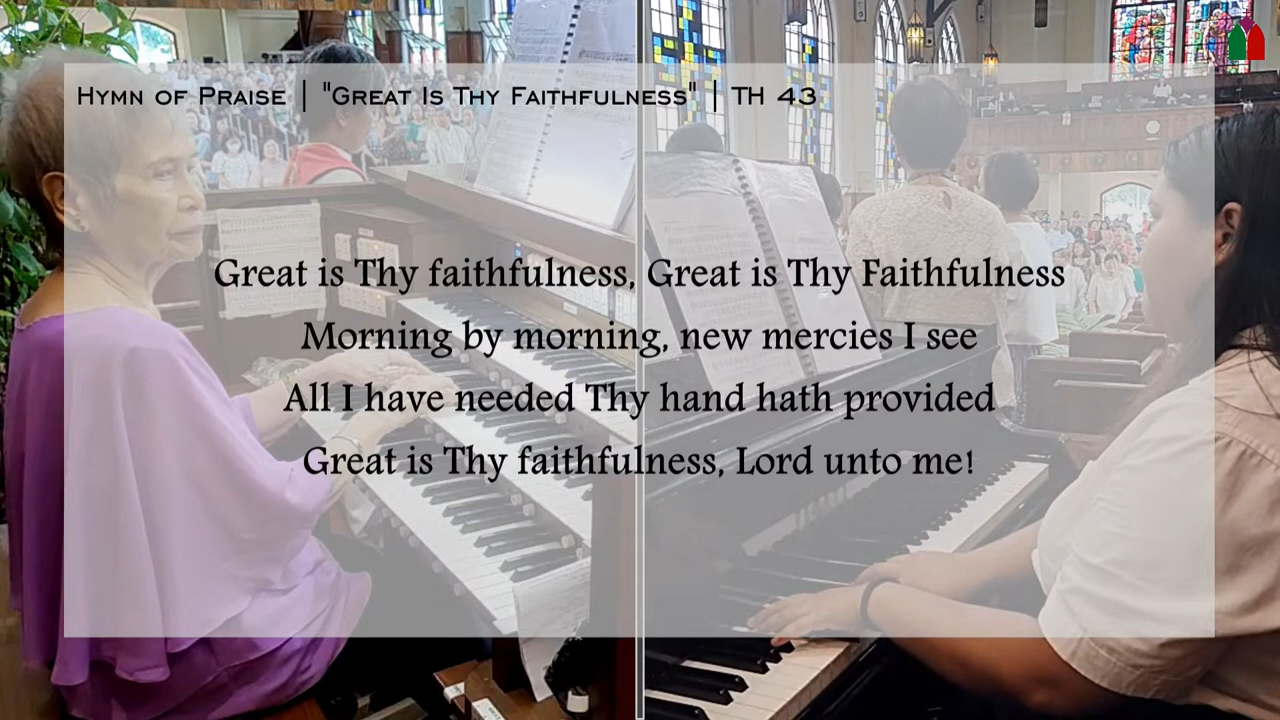 Hymn of Praise | "Great Is Thy Faithfulness" | TH 43
Great is Thy faithfulness, Great is Thy Faithfulness
Morning by morning, new mercies I see
All I have needed Thy hand hath provided
Great is Thy faithfulness, Lord unto me!